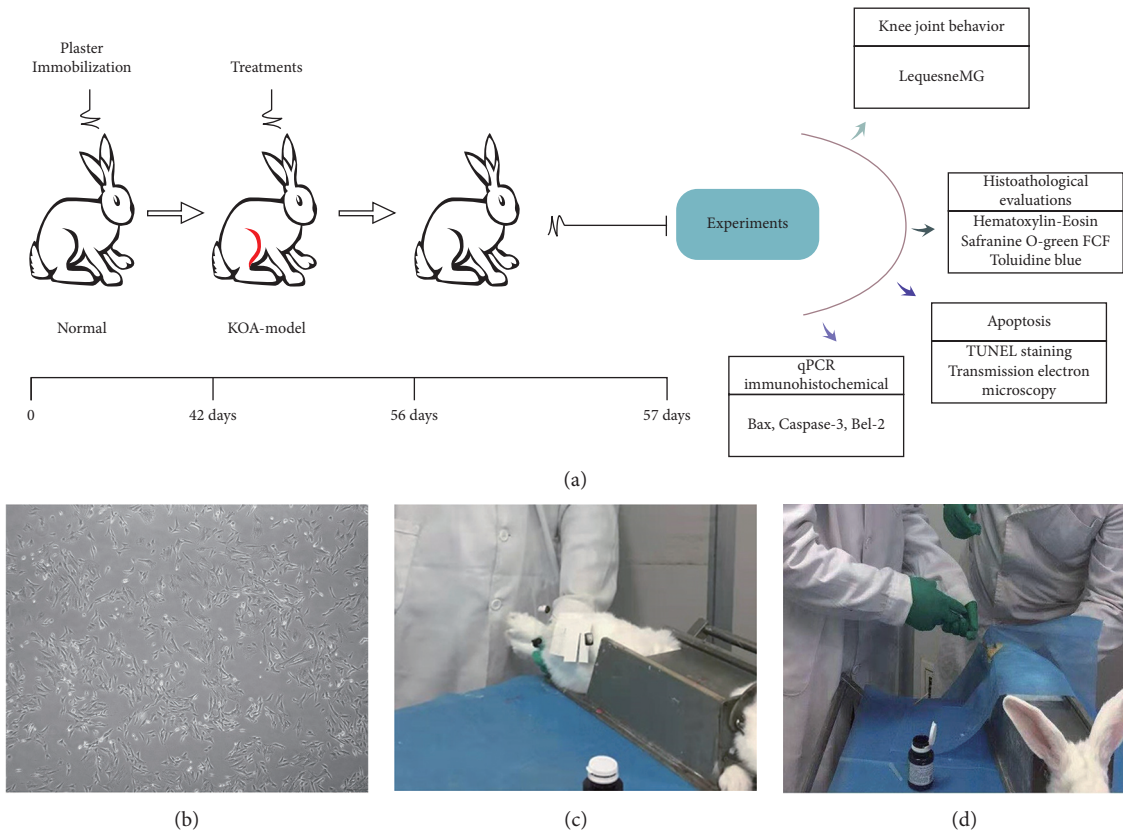 Plaster
Immobilization
Treatments
Normal
KOA-model
0
42 days
56 days
57 days
Experiments
Knee joint behavior
LequesneMG
Histoathological
evaluations
Hematoxylin-Eosin
Safranine O-green FCF
Toluidine blue
Apoptosis
TUNEL staining
Transmission electron
microscopy
qPCR
immunohistochemical
Bax, Caspase-3, Bel-2
(a)
(b)
(c)
(d)